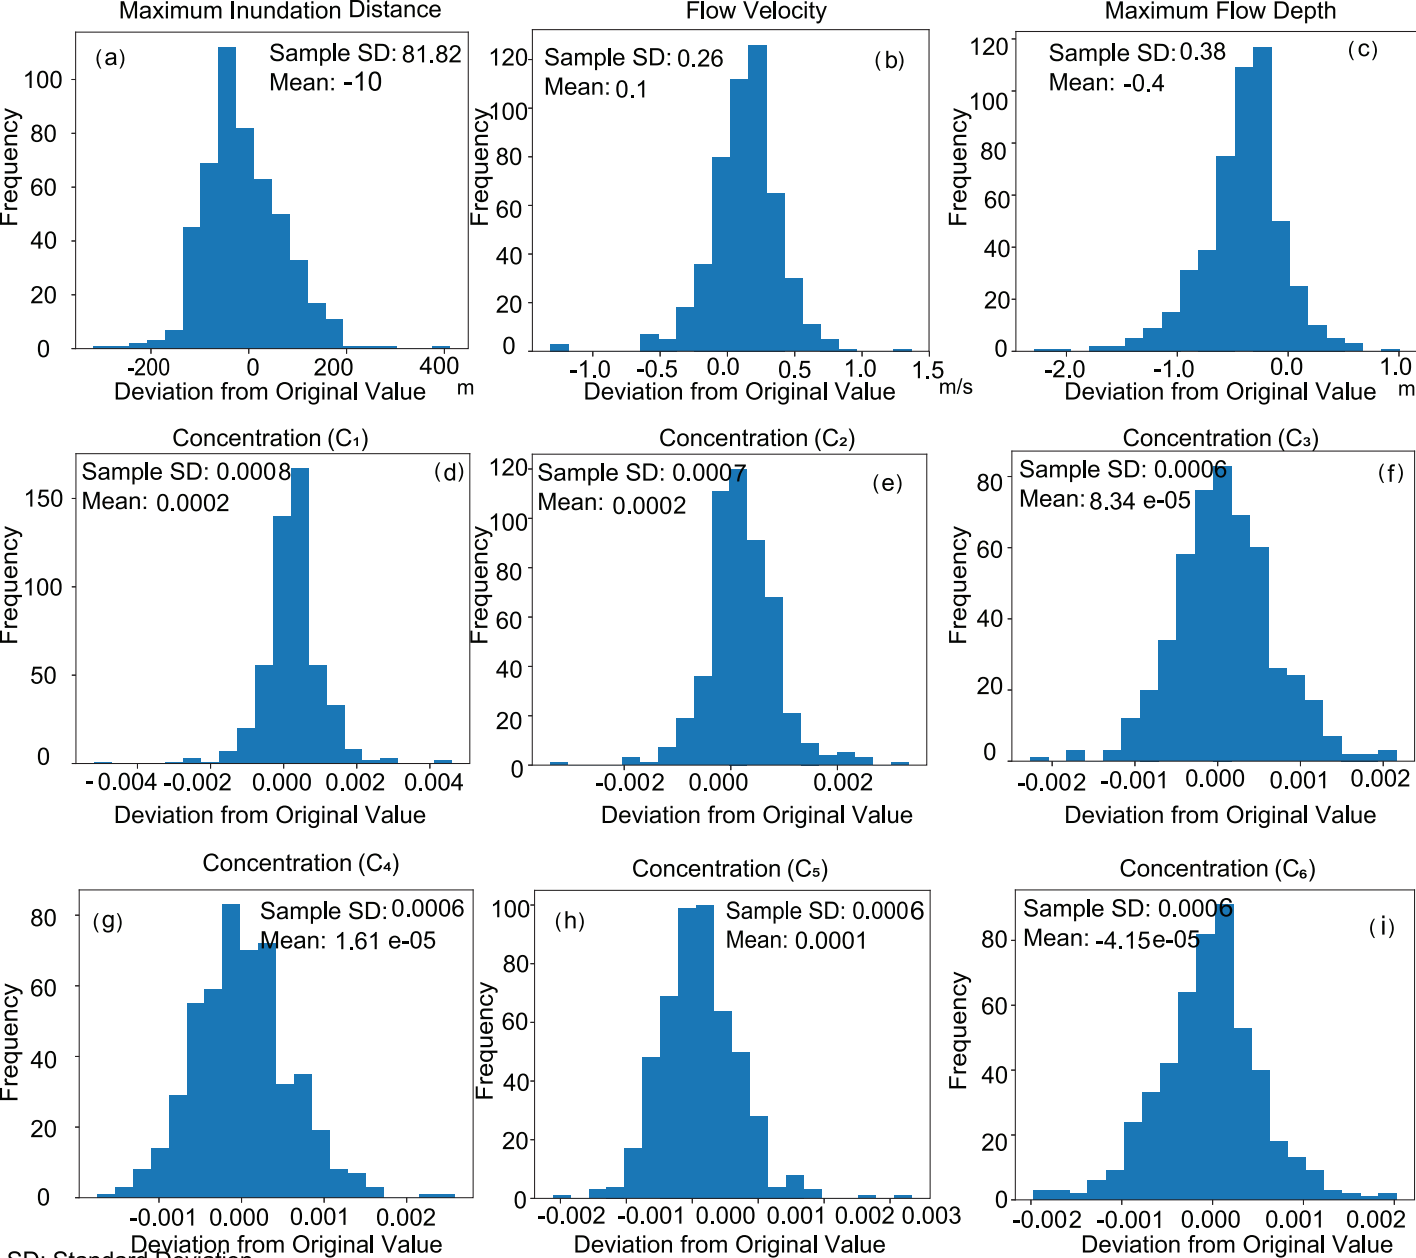 Maximum Inundation Distance
(a)
Sample SD: 81.82
Mean: -10
Frequency
100
80
60
40
20
0
-200 0 200 400
Deviation from Original Value m
Flow Velocity
(b)
Sample SD: 0.26
Mean: 0.1
Frequency
120
100
80
60
40
20
0
-1.0 -0.5 0.0 0.5 1.0 1.5
Deviation from Original Value m/s
Maximum Flow Depth
(c)
Sample SD: 0.38
Mean: -0.4
Frequency
120
100
80
60
40
20
0
-2.0 -1.0 0.0 1.0
Deviation from Original Value m
Concentration (C₁)
(d)
Sample SD: 0.0008
Mean: 0.0002
Frequency
150
100
50
0
-0.004 -0.002 0.000 0.002 0.004
Deviation from Original Value
Concentration (C₂)
(e)
Sample SD: 0.0007
Mean: 0.0002
Frequency
120
100
80
60
40
20
0
-0.002 0.000 0.002
Deviation from Original Value
Concentration (C₃)
(f)
Sample SD: 0.0006
Mean: 8.34 e-05
Frequency
80
60
40
20
0
-0.002 -0.001 0.000 0.001 0.002
Deviation from Original Value
Concentration (C₄)
(g)
Sample SD: 0.0006
Mean: 1.61 e-05
Frequency
80
60
40
20
0
-0.001 0.000 0.001 0.002
Deviation from Original Value
Concentration (C₅)
(h)
Sample SD: 0.0006
Mean: 0.0001
Frequency
100
80
60
40
20
0
-0.002 -0.001 0.000 0.001 0.002 0.003
Deviation from Original Value
Concentration (C₆)
(i)
Sample SD: 0.0006
Mean: -4.15e-05
Frequency
80
60
40
20
0
-0.002 -0.001 0.000 0.001 0.002
Deviation from Original Value
SD: Standard Deviation